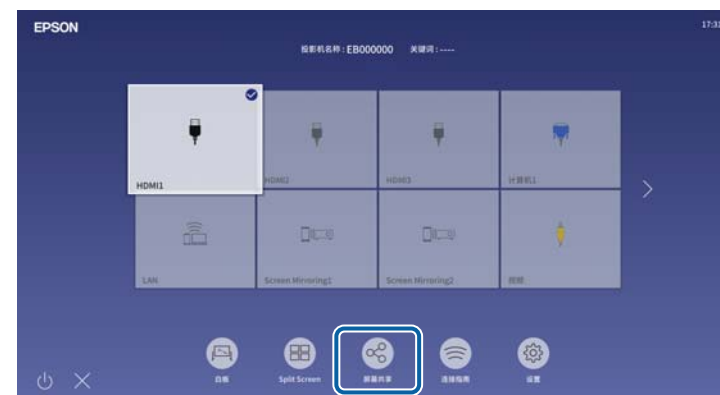 EPSON
17:31
投影机名称 : EB000000 关键词 : ----
HDMI1
HDMI2
HDMI3
计算机1
LAN
Screen Mirroring1
Screen Mirroring2
视频
白板
Split Screen
屏幕共享
连接指南
设置